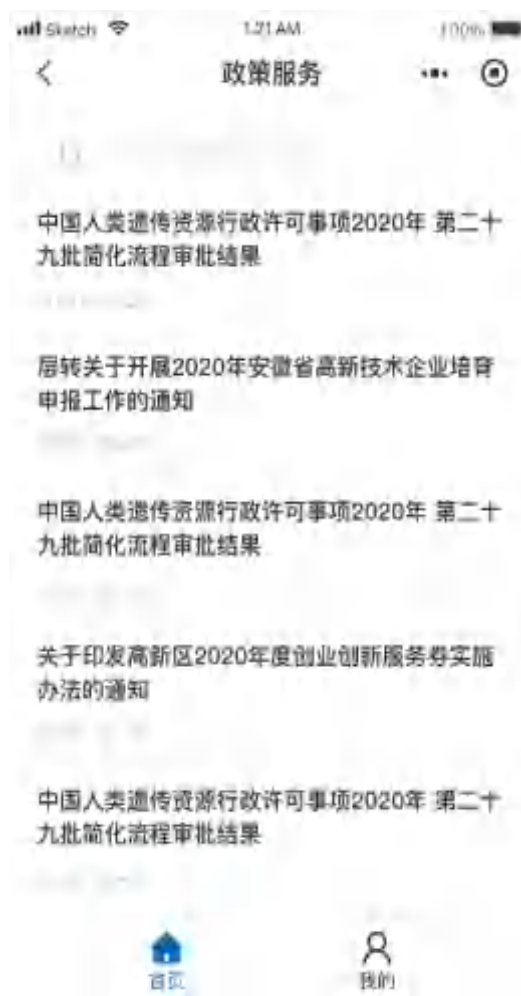 Sketch
1:21 AM
100%
政策服务
中国人类遗传资源行政许可事项2020年 第二十
九批简化流程审批结果
层转关于开展2020年安徽省高新技术企业培育
申报工作的通知
中国人类遗传资源行政许可事项2020年 第二十
九批简化流程审批结果
关于印发高新区2020年度创业创新服务券实施
办法的通知
中国人类遗传资源行政许可事项2020年 第二十
九批简化流程审批结果
首页
我的